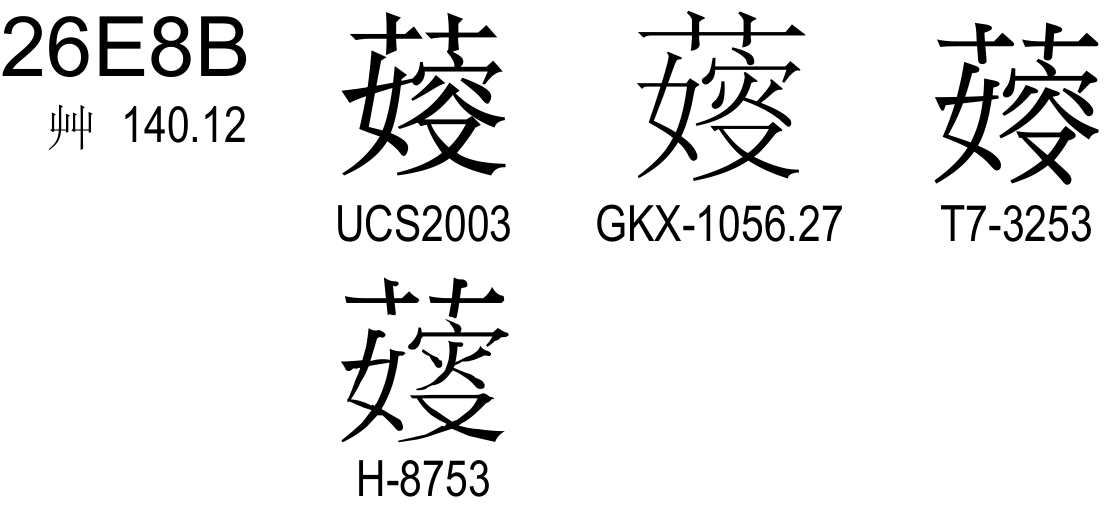 26E8B
艸 140.12
𦺋 𦺋 𦺋
UCS2003 GKX-1056.27 T7-3253
𦺋
H-8753